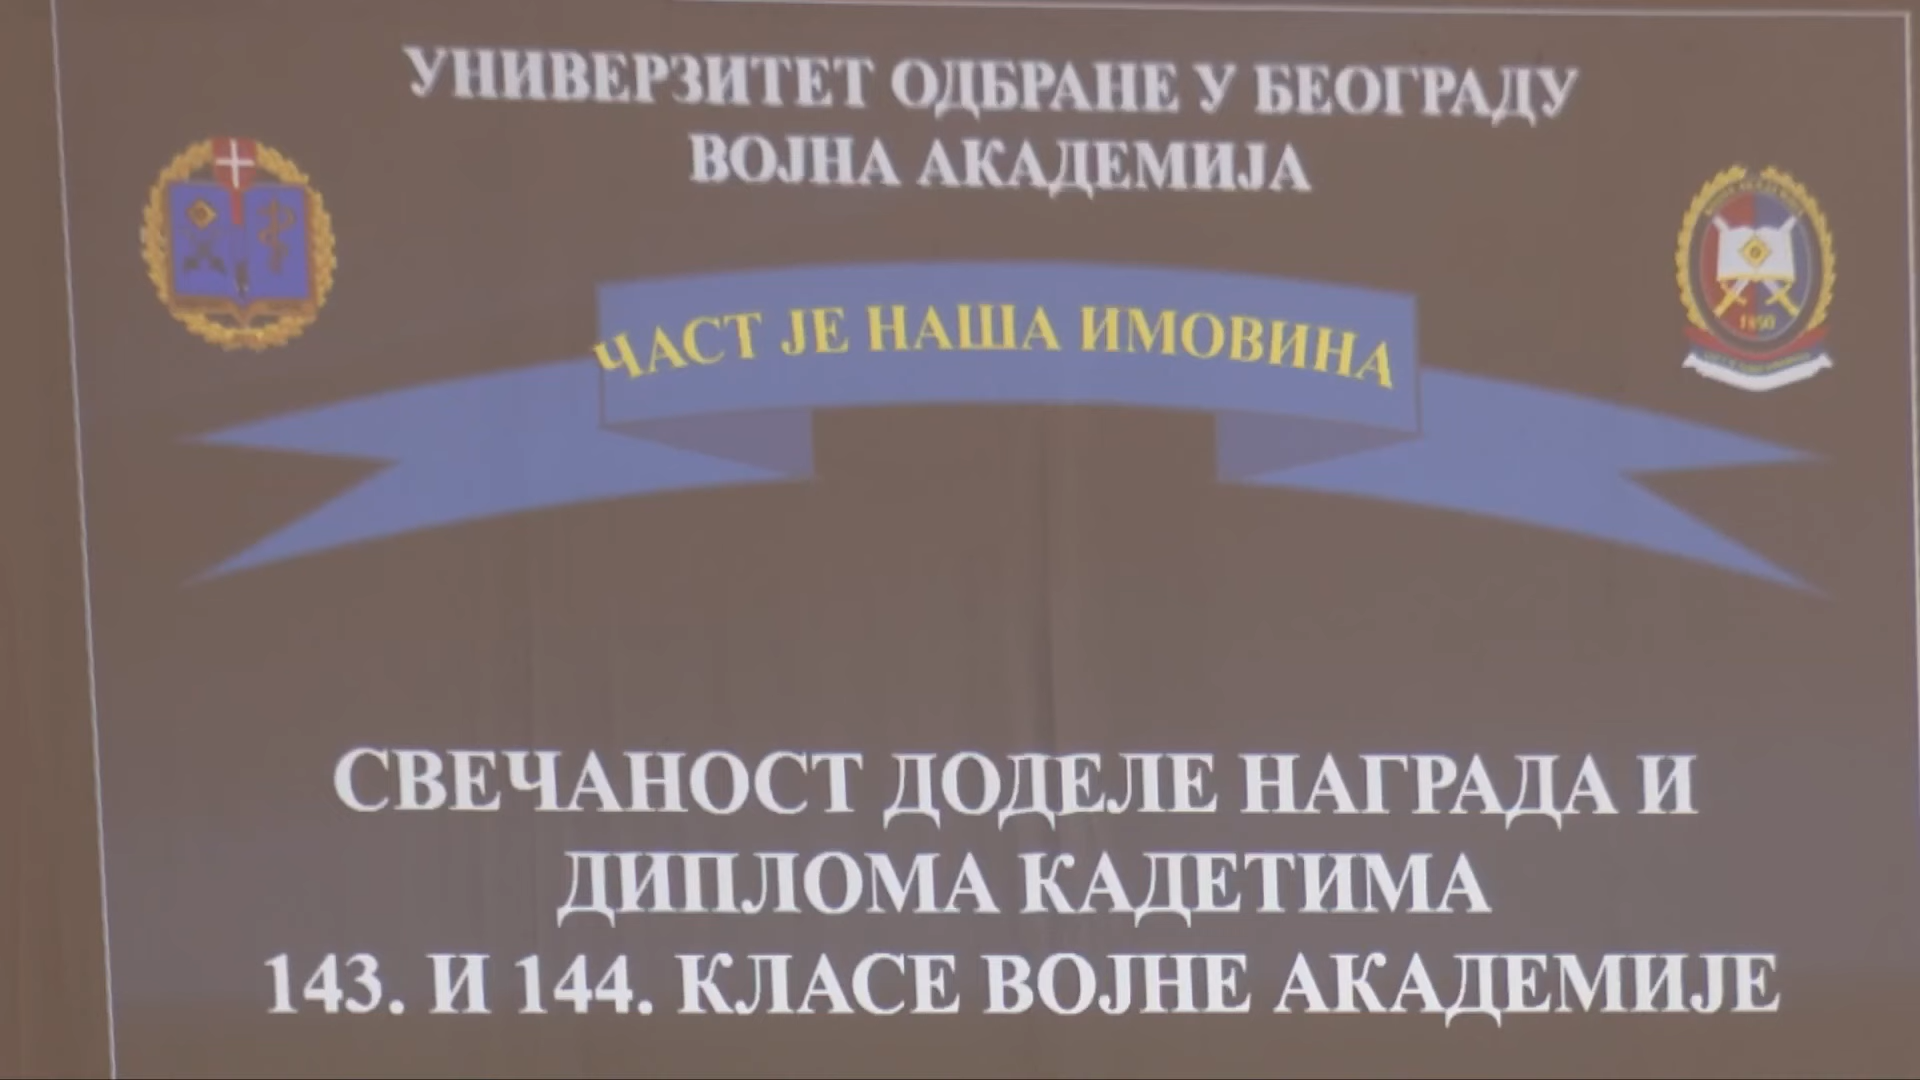 УНИВЕРЗИТЕТ ОДБРАНЕ У БЕОГРАДУ
ВОЈНА АКАДЕМИЈА
ЧАСТ ЈЕ НАША ИМОВИНА
1850
СВЕЧАНОСТ ДОДЕЛЕ НАГРАДА И
ДИПЛОМА КАДЕТИМА
143. И 144. КЛАСЕ ВОЈНЕ АКАДЕМИЈЕ